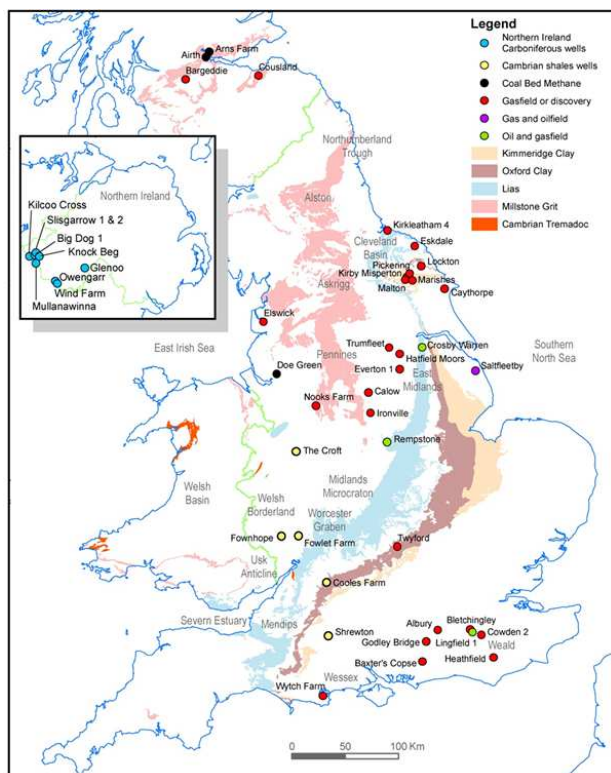 Legend
Northern Ireland
Carboniferous wells
Cambrian shales wells
Coal Bed Methane
Gasfield or discovery
Gas and oilfield
Oil and gasfield
Kimmeridge Clay
Oxford Clay
Lias
Millstone Grit
Cambrian Tremadoc
Arns Farm
Airth
Bargeddie
Cousland
Northumberland
Trough
Alston
Northern Ireland
Kilcoo Cross
Slisgarrow 1 & 2
Big Dog 1
Knock Beg
Glenoo
Owengarr
Wind Farm
Mullanawinna
Kirkleatham 4
Cleveland
Basin
Eskdale
Pickering
Lockton
Kirby Misperton
Marishes
Malton
Caythorpe
Askrigg
Elswick
East Irish Sea
Pennines
Trumfleet
Crosby Warren
Hatfield Moors
Southern
North Sea
Doe Green
Everton 1
East
Midlands
Saltfleetby
Calow
Nooks Farm
Ironville
Rempstone
The Croft
Welsh
Basin
Midlands
Microcraton
Welsh
Borderland
Worcester
Graben
Fownhope
Fowlet Farm
Twyford
Usk
Anticline
Cooles Farm
Severn Estuary
Mendips
Shrewton
Albury
Bletchingley
Godley Bridge
Lingfield 1
Cowden 2
Weald
Baxter's Copse
Heathfield
Wytch Farm
Wessex
0 50 100 Km